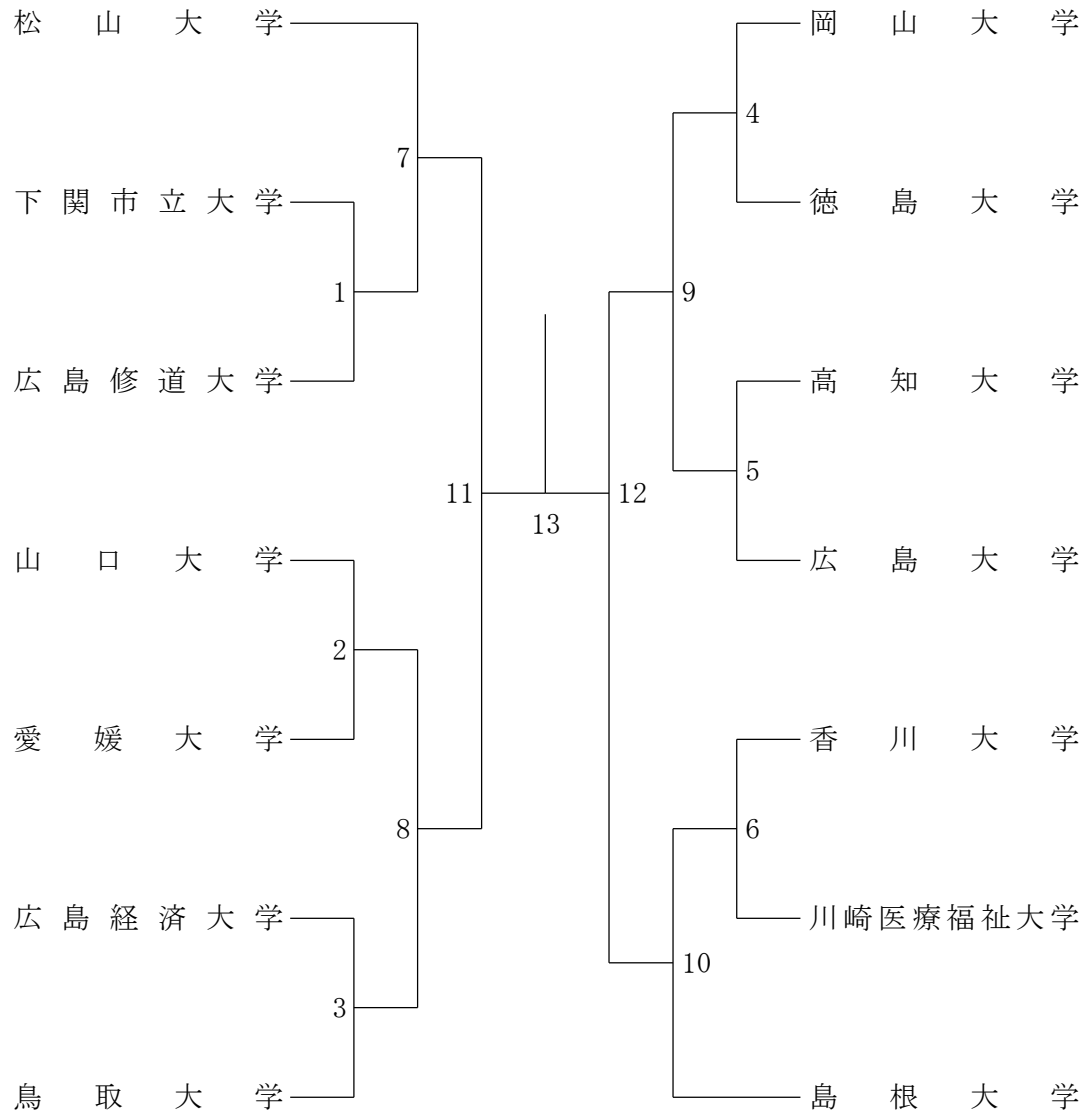 松山大学
下関市立大学
広島修道大学
山口大学
愛媛大学
広島経済大学
鳥取大学
7
1
11
2
8
3
13
岡山大学
徳島大学
高知大学
広島大学
香川大学
川崎医療福祉大学
島根大学
4
9
5
12
6
10